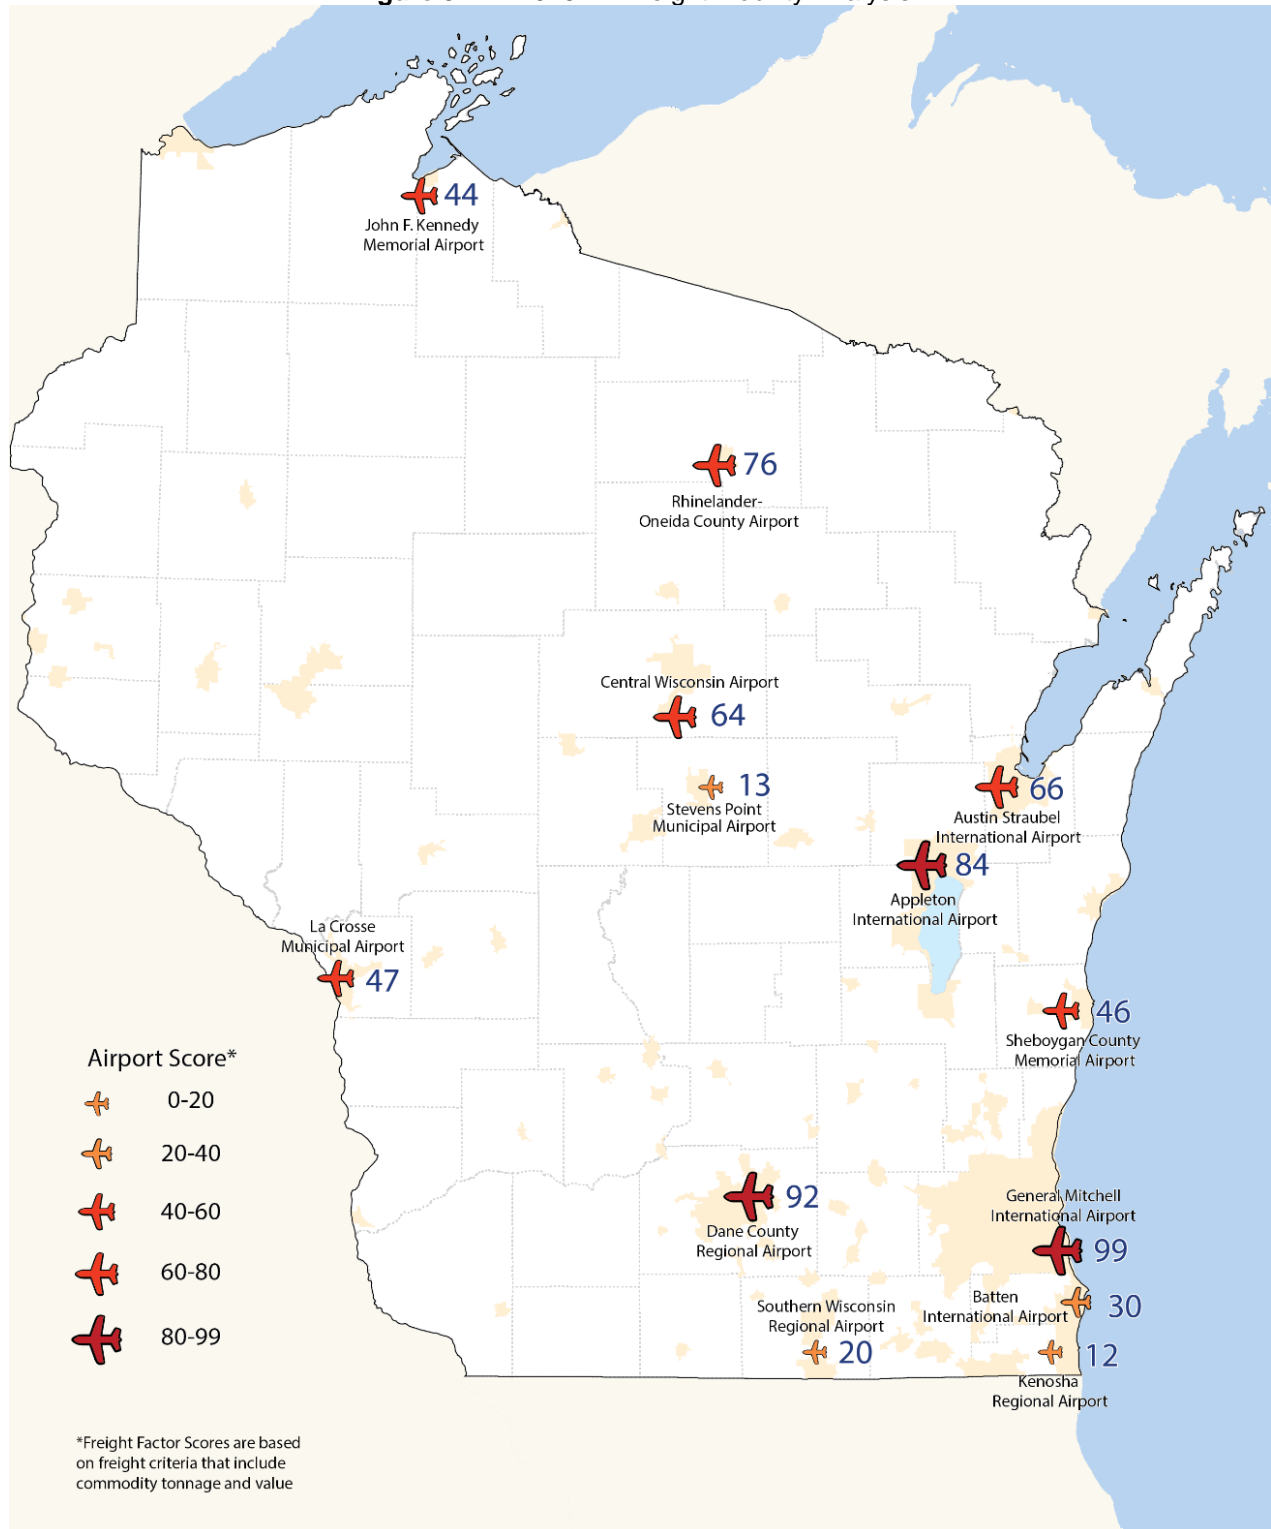 44
John F. Kennedy
Memorial Airport
76
Rhinelander-
Oneida County Airport
Central Wisconsin Airport
64
13
Stevens Point
Municipal Airport
66
Austin Straubel
International Airport
84
Appleton
International Airport
La Crosse
Municipal Airport
47
46
Sheboygan County
Memorial Airport
Airport Score*
0-20
20-40
40-60
60-80
80-99
92
Dane County
Regional Airport
General Mitchell
International Airport
99
Batten
International Airport
30
Southern Wisconsin
Regional Airport
20
12
Kenosha
Regional Airport
*Freight Factor Scores are based
on freight criteria that include
commodity tonnage and value